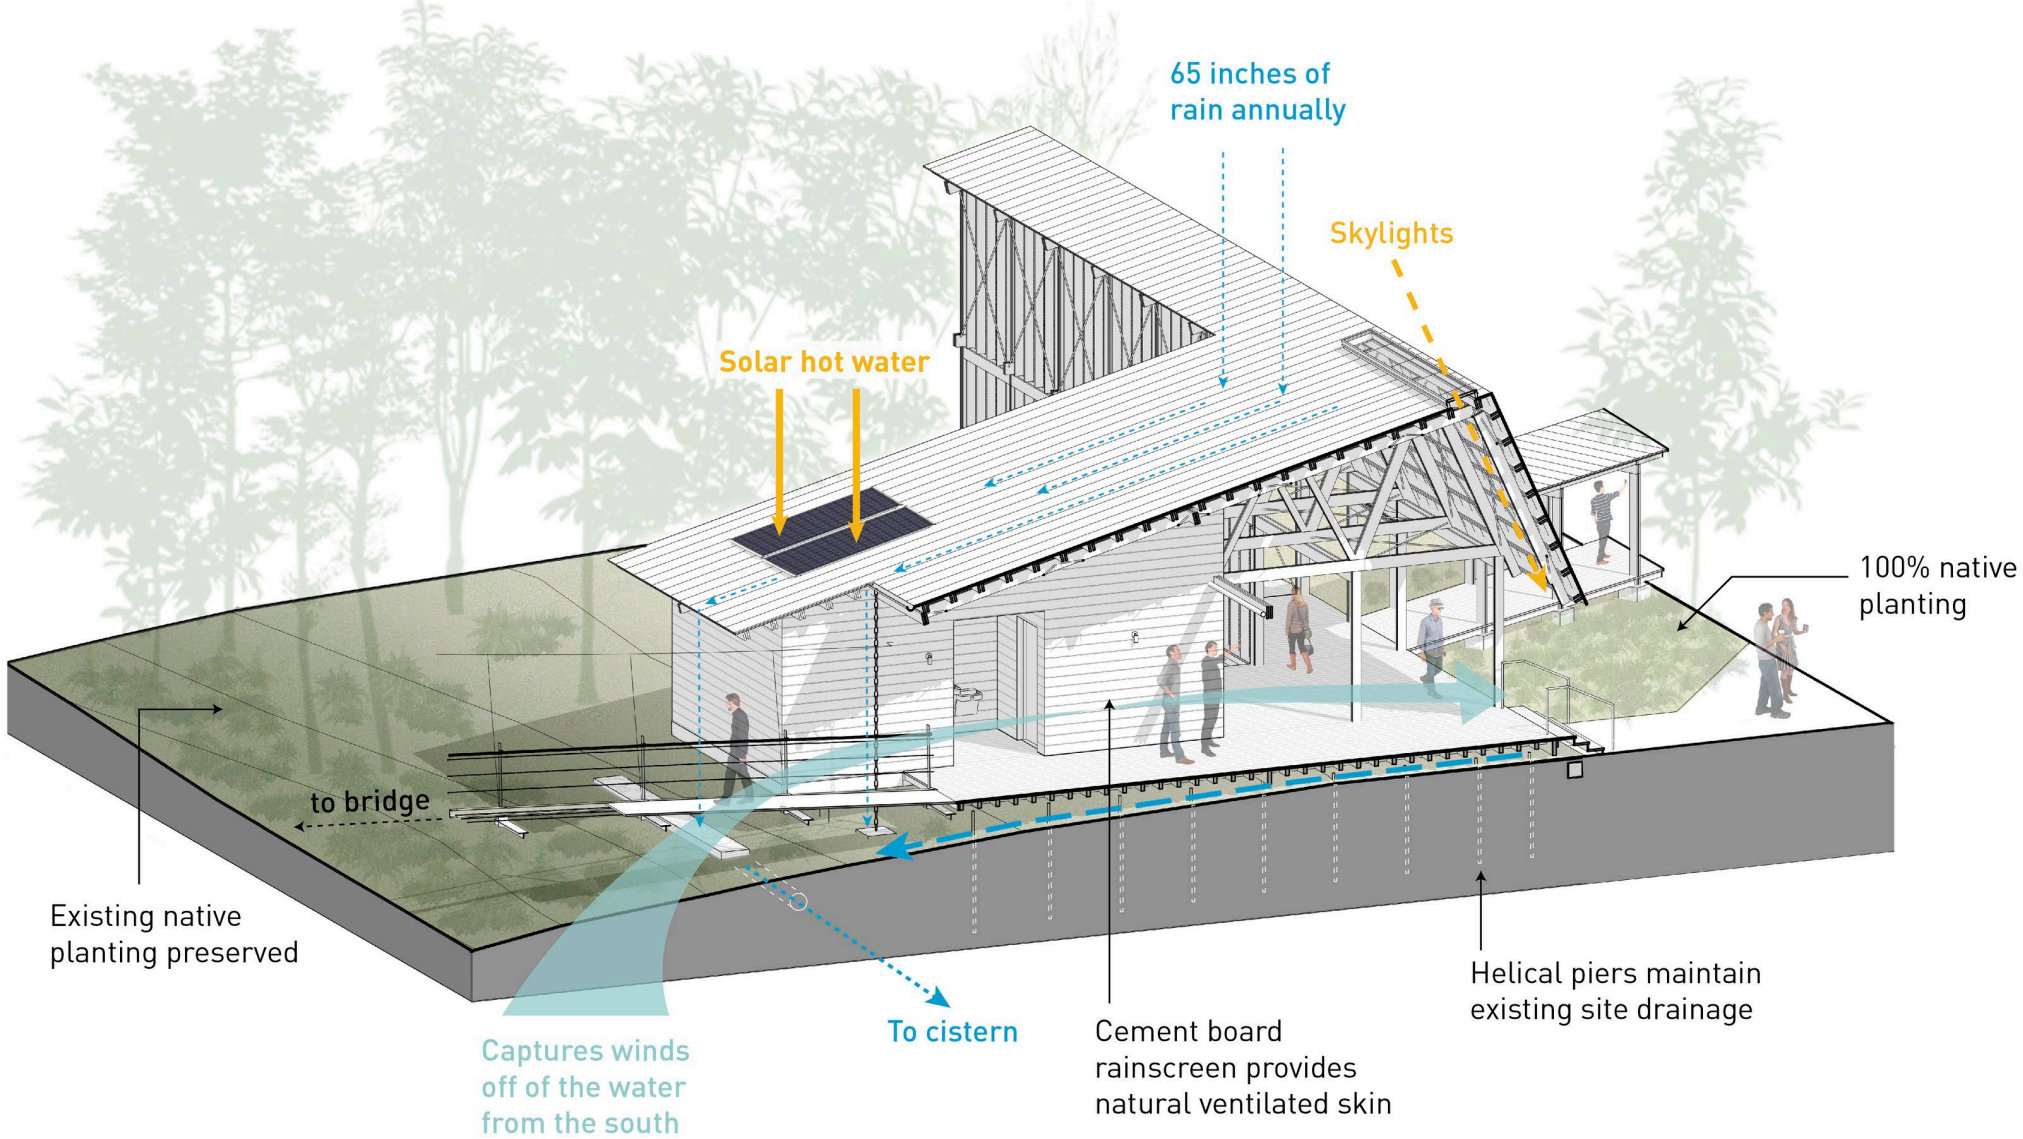 65 inches of
rain annually
Skylights
Solar hot water
100% native
planting
to bridge
Existing native
planting preserved
Helical piers maintain
existing site drainage
To cistern
Cement board
rainscreen provides
natural ventilated skin
Captures winds
off of the water
from the south